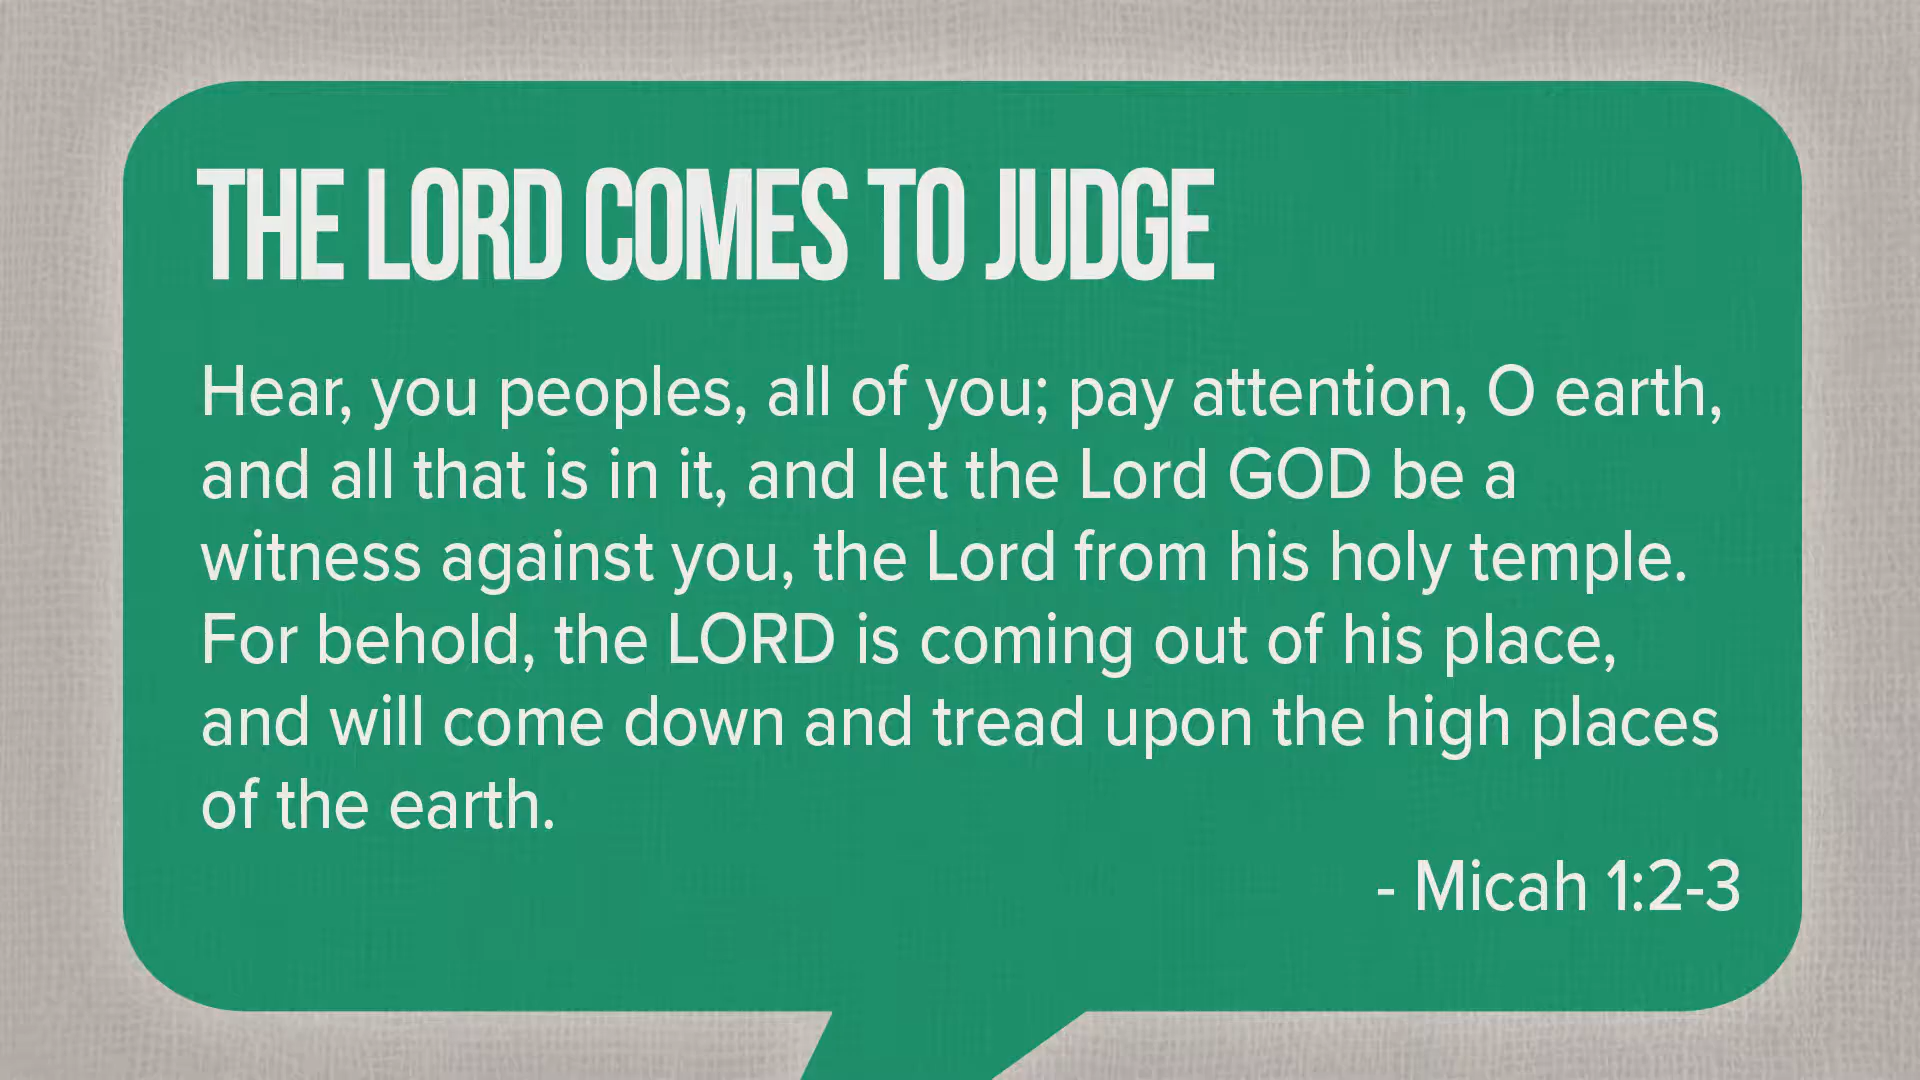 THE LORD COMES TO JUDGE
Hear, you peoples, all of you; pay attention, O earth,
and all that is in it, and let the Lord GOD be a
witness against you, the Lord from his holy temple.
For behold, the LORD is coming out of his place,
and will come down and tread upon the high places
of the earth.
- Micah 1:2-3